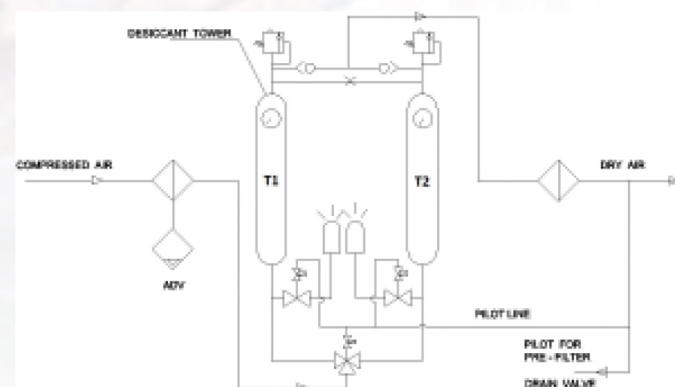 DESICCANT TOWER
COMPRESSED AIR
T1
T2
DRY AIR
ADV
PILOT LINE
PILOT FOR
PRE-FILTER
DRAIN VALVE